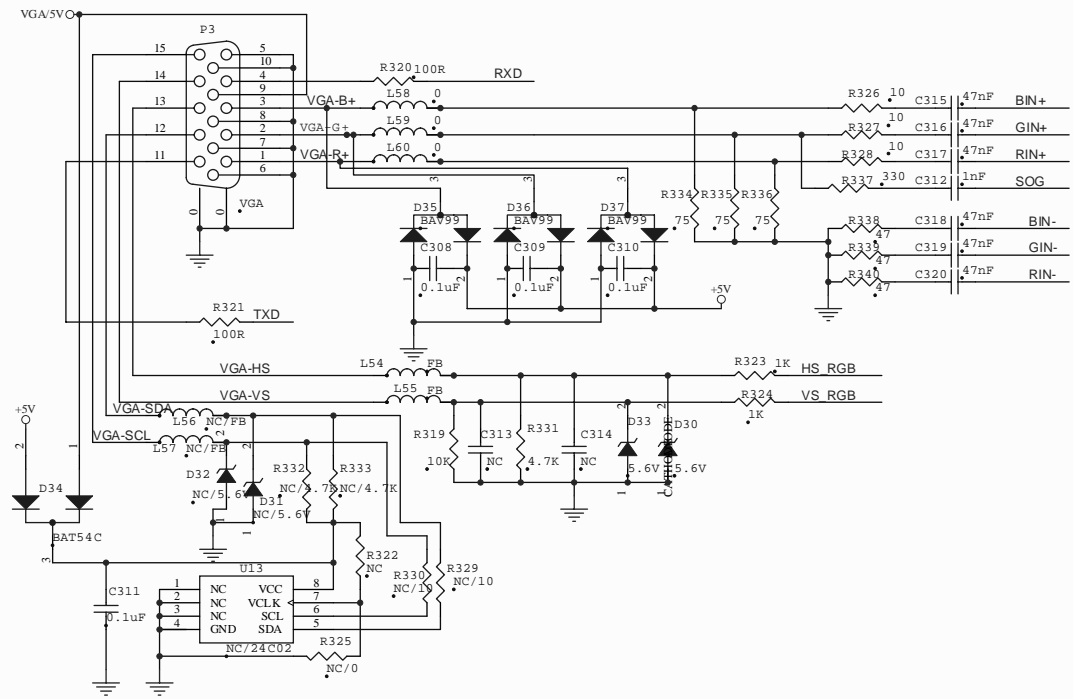 VGA/5V
P3
15
14
13
12
11
5
10
4
9
3
8
2
7
1
6
0
0
VGA
R320 100R RXD
VGA-B+ L58 0
VGA-G+ L59 0
VGA-R+ L60 0
R326 10 C315 47nF BIN+
R327 10 C316 47nF GIN+
R328 10 C317 47nF RIN+
R337 330 C312 1nF SOG
R338 47 C318 47nF BIN-
R339 47 C319 47nF GIN-
R340 47 C320 47nF RIN-
R334 75
R335 75
R336 75
3
3
3
D35 BAV99
D36 BAV99
D37 BAV99
C308 0.1uF
C309 0.1uF
C310 0.1uF
1 2
1 2
1 2
+5V
R321 100R TXD
VGA-HS L54 FB
VGA-VS L55 FB
R323 1K HS_RGB
R324 1K VS_RGB
VGA-SDA L56 NC/FB
VGA-SCL L57 NC/FB
R319 10K
C313 NC
R331 4.7K
C314 NC
2 D33 5.6V 1
2 D30 5.6V 1
+5V
2
1
D34
BAT54C
3
2 D32 NC/5.6V 1
2 D31 NC/5.6V 1
R332 NC/4.7K
R333 NC/4.7K
R322 NC
R330 NC/10
R329 NC/10
C311 0.1uF
U13
1 NC VCC 8
2 NC VCLK 7
3 NC SCL 6
4 GND SDA 5
NC/24C02
R325
NC/0